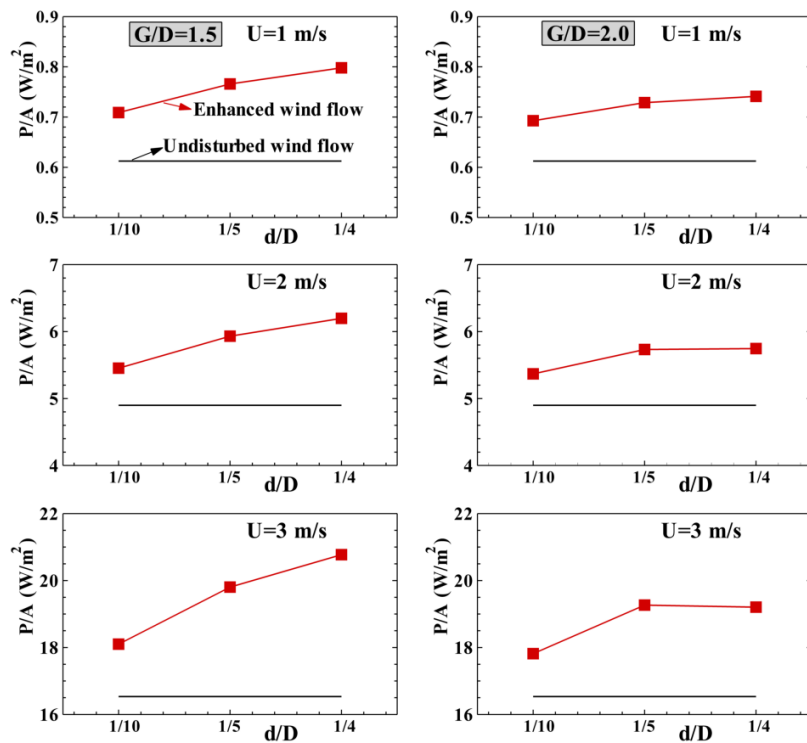 G/D=1.5 U=1 m/s
P/A (W/m²)
0.9
0.8
0.7
0.6
0.5
Enhanced wind flow
Undisturbed wind flow
1/10 1/5 1/4
d/D
G/D=2.0 U=1 m/s
P/A (W/m²)
0.9
0.8
0.7
0.6
0.5
1/10 1/5 1/4
d/D
U=2 m/s
P/A (W/m²)
7
6
5
4
1/10 1/5 1/4
d/D
U=2 m/s
P/A (W/m²)
7
6
5
4
1/10 1/5 1/4
d/D
U=3 m/s
P/A (W/m²)
22
20
18
16
1/10 1/5 1/4
d/D
U=3 m/s
P/A (W/m²)
22
20
18
16
1/10 1/5 1/4
d/D